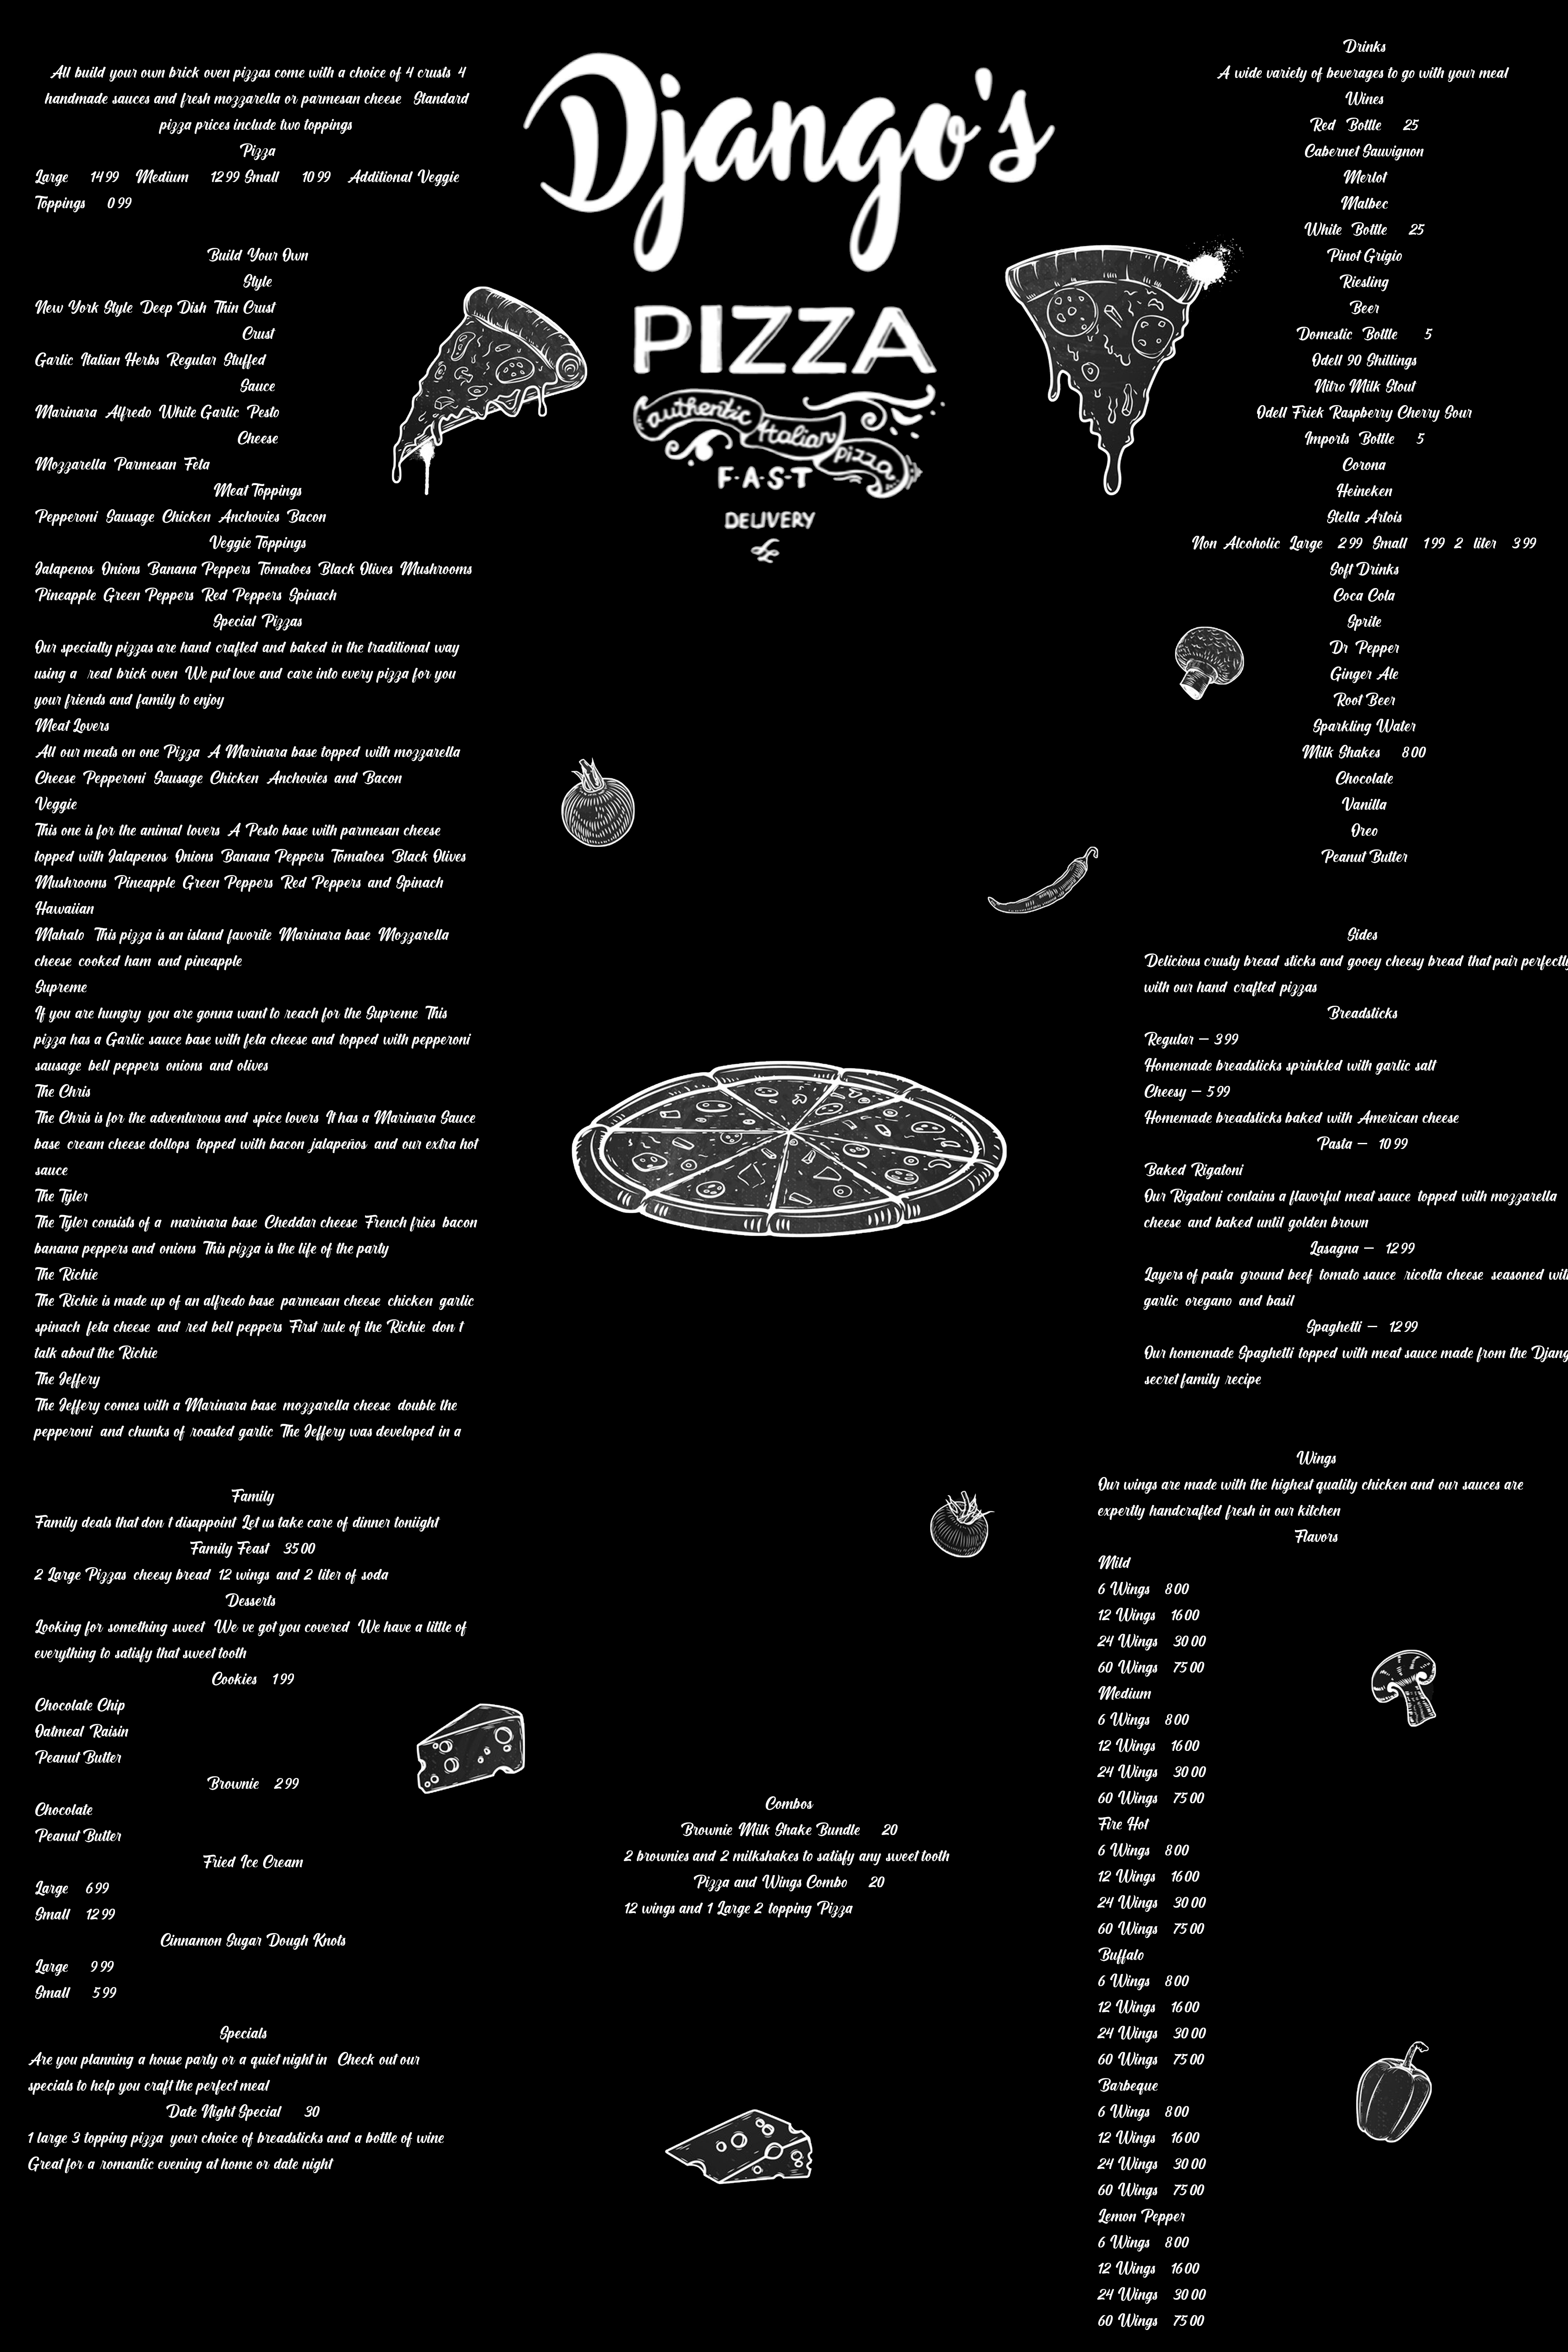 All build your own brick oven pizzas come with a choice of 4 crusts 4
handmade sauces and fresh mozzarella or parmesan cheese Standard
pizza prices include two toppings
Pizza
Large 14 99 Medium 12 99 Small 10 99 Additional Veggie
Toppings 0 99
Build Your Own
Style
New York Style Deep Dish Thin Crust
Crust
Garlic Italian Herbs Regular Stuffed
Sauce
Marinara Alfredo White Garlic Pesto
Cheese
Mozzarella Parmesan Feta
Meat Toppings
Pepperoni Sausage Chicken Anchovies Bacon
Veggie Toppings
Jalapenos Onions Banana Peppers Tomatoes Black Olives Mushrooms
Pineapple Green Peppers Red Peppers Spinach
Special Pizzas
Our specialty pizzas are hand crafted and baked in the traditional way
using a real brick oven We put love and care into every pizza for you
your friends and family to enjoy
Meat Lovers
All our meats on one Pizza A Marinara base topped with mozzarella
Cheese Pepperoni Sausage Chicken Anchovies and Bacon
Veggie
This one is for the animal lovers A Pesto base with parmesan cheese
topped with Jalapenos Onions Banana Peppers Tomatoes Black Olives
Mushrooms Pineapple Green Peppers Red Peppers and Spinach
Hawaiian
Mahalo This pizza is an island favorite Marinara base Mozzarella
cheese cooked ham and pineapple
Supreme
If you are hungry you are gonna want to reach for the Supreme This
pizza has a Garlic sauce base with feta cheese and topped with pepperoni
sausage bell peppers onions and olives
The Chris
The Chris is for the adventurous and spice lovers It has a Marinara Sauce
base cream cheese dollops topped with bacon jalapeños and our extra hot
sauce
The Tyler
The Tyler consists of a marinara base Cheddar cheese French fries bacon
banana peppers and onions This pizza is the life of the party
The Richie
The Richie is made up of an alfredo base parmesan cheese chicken garlic
spinach feta cheese and red bell peppers First rule of the Richie don t
talk about the Richie
The Jeffery
The Jeffery comes with a Marinara base mozzarella cheese double the
pepperoni and chunks of roasted garlic The Jeffery was developed in a
Family
Family deals that don t disappoint Let us take care of dinner toniight
Family Feast 35 00
2 Large Pizzas cheesy bread 12 wings and 2 liter of soda
Desserts
Looking for something sweet We ve got you covered We have a little of
everything to satisfy that sweet tooth
Cookies 1 99
Chocolate Chip
Oatmeal Raisin
Peanut Butter
Brownie 2 99
Chocolate
Peanut Butter
Fried Ice Cream
Large 6 99
Small 12 99
Cinnamon Sugar Dough Knots
Large 9 99
Small 5 99
Specials
Are you planning a house party or a quiet night in Check out our
specials to help you craft the perfect meal
Date Night Special 30
1 large 3 topping pizza your choice of breadsticks and a bottle of wine
Great for a romantic evening at home or date night
Django's
PIZZA
authentic Italian pizza
F·A·S·T
DELIVERY
Combos
Brownie Milk Shake Bundle 20
2 brownies and 2 milkshakes to satisfy any sweet tooth
Pizza and Wings Combo 20
12 wings and 1 Large 2 topping Pizza
Drinks
A wide variety of beverages to go with your meal
Wines
Red Bottle 25
Cabernet Sauvignon
Merlot
Malbec
White Bottle 25
Pinot Grigio
Riesling
Beer
Domestic Bottle 5
Odell 90 Shillings
Nitro Milk Stout
Odell Friek Raspberry Cherry Sour
Imports Bottle 5
Corona
Heineken
Stella Artois
Non Alcoholic Large 2 99 Small 1 99 2 liter 3 99
Soft Drinks
Coca Cola
Sprite
Dr Pepper
Ginger Ale
Root Beer
Sparkling Water
Milk Shakes 8 00
Chocolate
Vanilla
Oreo
Peanut Butter
Sides
Delicious crusty bread sticks and gooey cheesy bread that pair perfectly
with our hand crafted pizzas
Breadsticks
Regular – 3 99
Homemade breadsticks sprinkled with garlic salt
Cheesy – 5 99
Homemade breadsticks baked with American cheese
Pasta – 10 99
Baked Rigatoni
Our Rigatoni contains a flavorful meat sauce topped with mozzarella
cheese and baked until golden brown
Lasagna – 12 99
Layers of pasta ground beef tomato sauce ricotta cheese seasoned wit
garlic oregano and basil
Spaghetti – 12 99
Our homemade Spaghetti topped with meat sauce made from the Djang
secret family recipe
Wings
Our wings are made with the highest quality chicken and our sauces are
expertly handcrafted fresh in our kitchen
Flavors
Mild
6 Wings 8 00
12 Wings 16 00
24 Wings 30 00
60 Wings 75 00
Medium
6 Wings 8 00
12 Wings 16 00
24 Wings 30 00
60 Wings 75 00
Fire Hot
6 Wings 8 00
12 Wings 16 00
24 Wings 30 00
60 Wings 75 00
Buffalo
6 Wings 8 00
12 Wings 16 00
24 Wings 30 00
60 Wings 75 00
Barbeque
6 Wings 8 00
12 Wings 16 00
24 Wings 30 00
60 Wings 75 00
Lemon Pepper
6 Wings 8 00
12 Wings 16 00
24 Wings 30 00
60 Wings 75 00